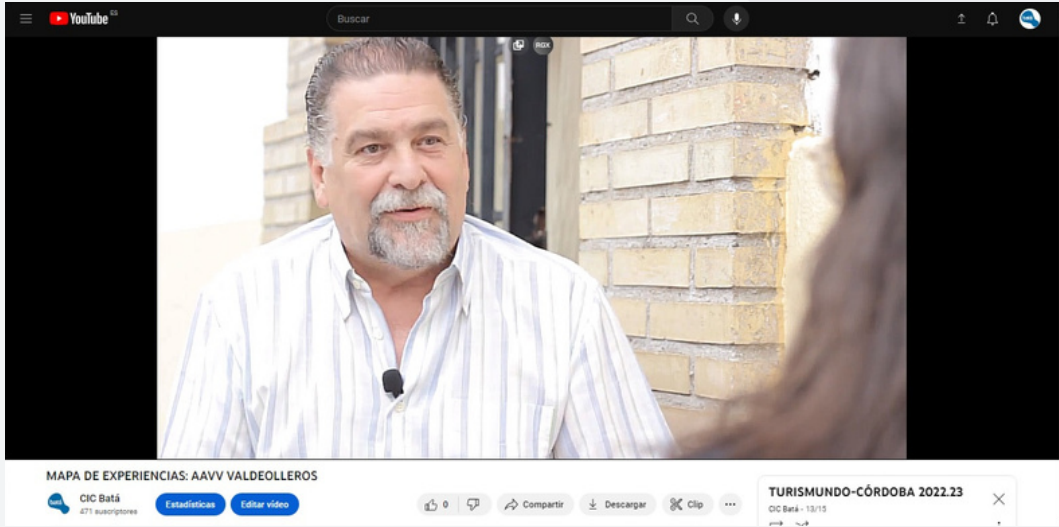 YouTube ES
Buscar
RGX
MAPA DE EXPERIENCIAS: AAVV VALDEOLLEROS
CIC Batá
471 suscriptores
Estadísticas
Editar vídeo
0
Compartir
Descargar
Clip
TURISMUNDO-CÓRDOBA 2022.23
CIC Batá - 13/15